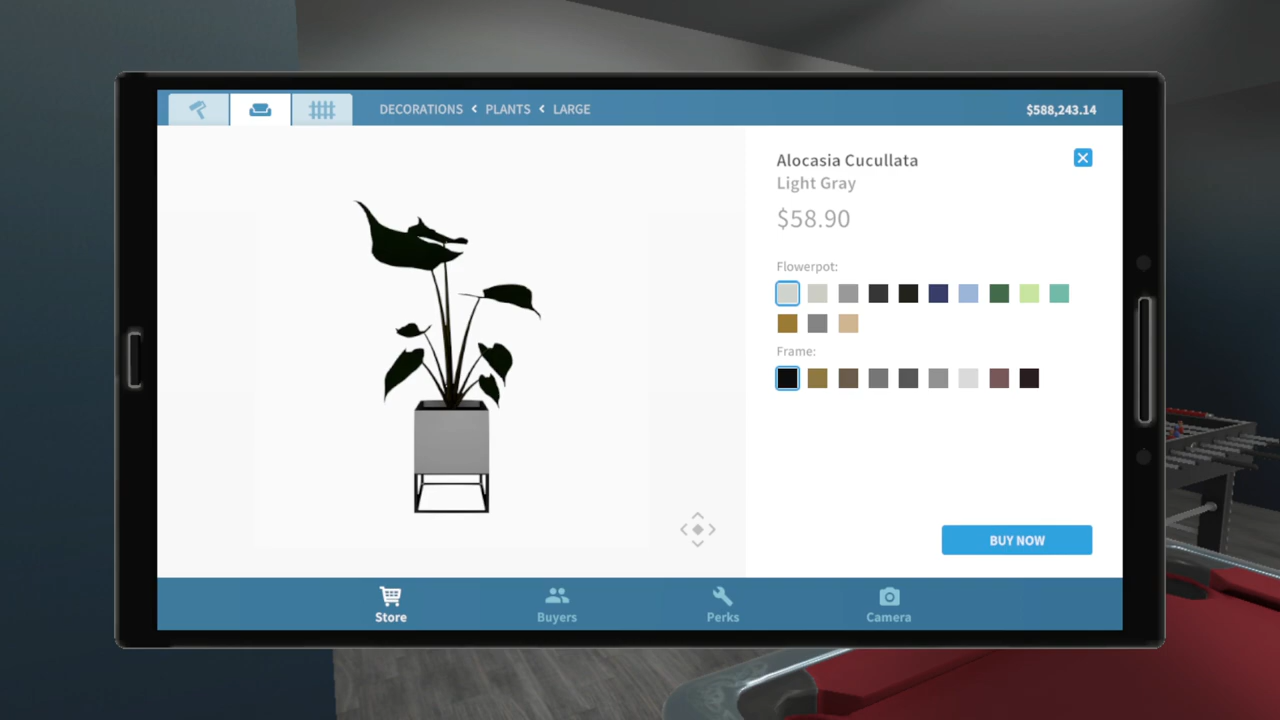 DECORATIONS < PLANTS < LARGE
$588,243.14
Alocasia Cucullata
Light Gray
$58.90
Flowerpot:
Frame:
BUY NOW
Store
Buyers
Perks
Camera